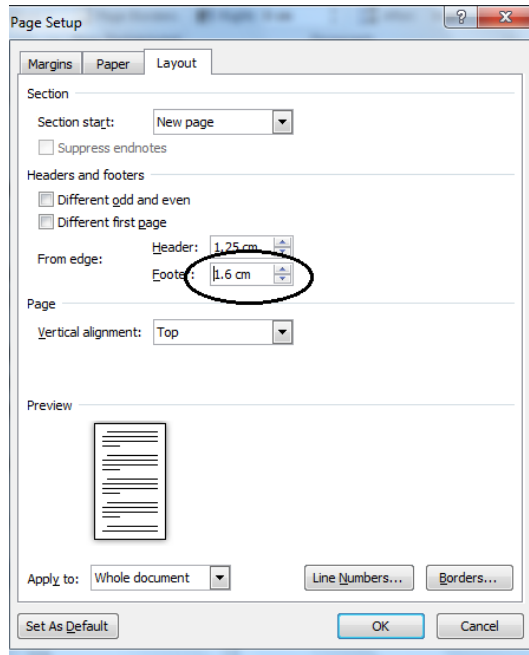 Page Setup
Margins Paper Layout
Section
Section start: New page
Suppress endnotes
Headers and footers
Different odd and even
Different first page
Header: 1.25 cm
From edge:
Footer: 1.6 cm
Page
Vertical alignment: Top
Preview
Apply to: Whole document Line Numbers... Borders...
Set As Default OK Cancel